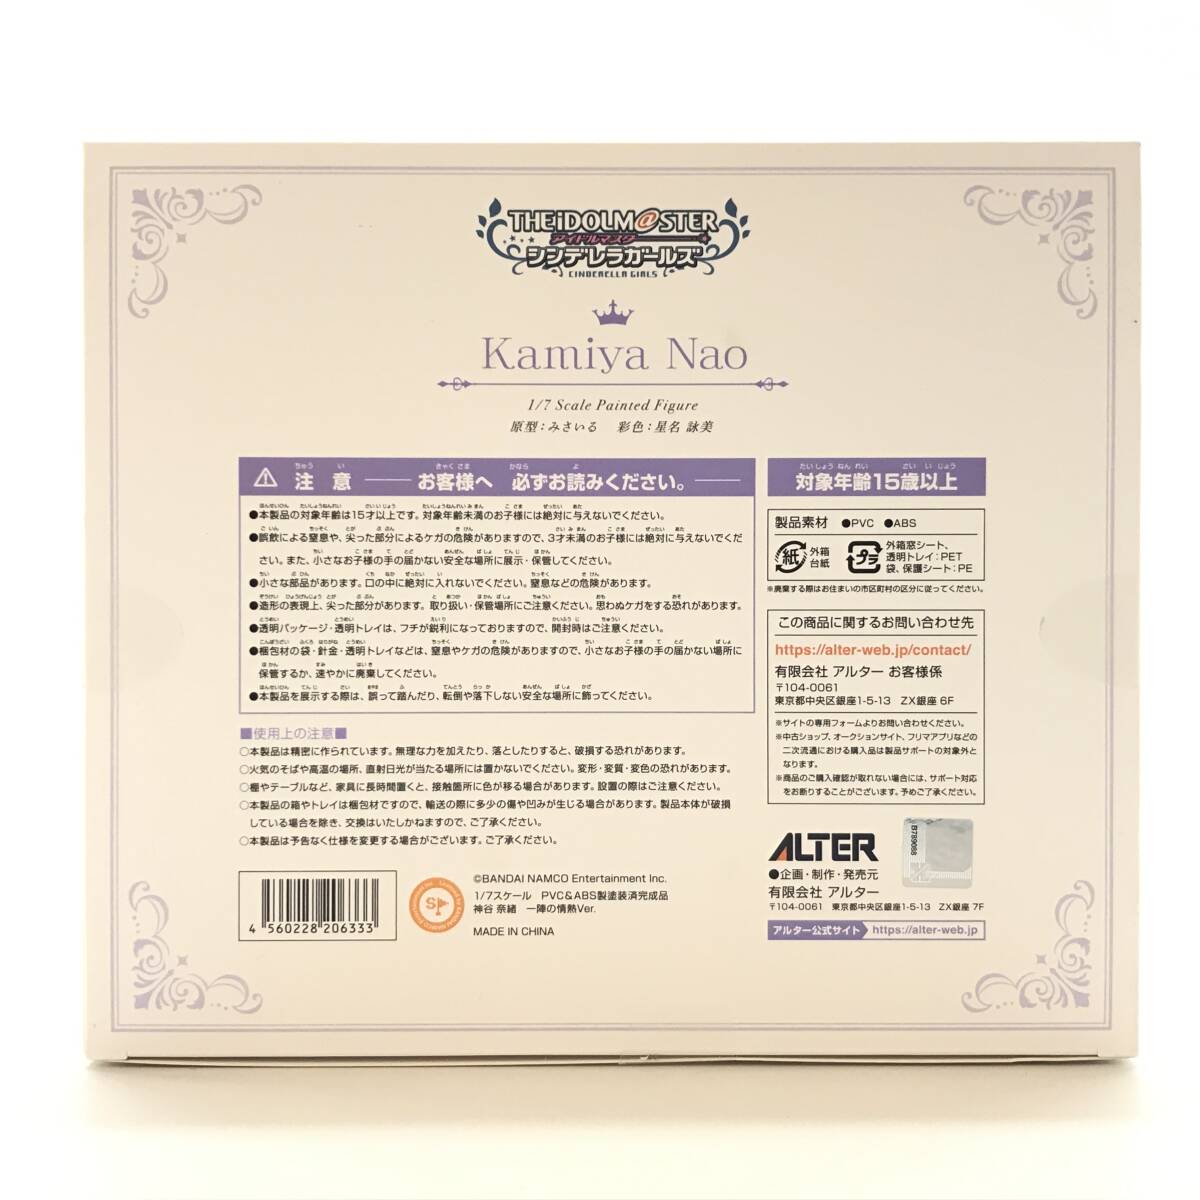 THE iDOLM@STER
アイドルマスター
シンデレラガールズ
CINDERELLA GIRLS
Kamiya Nao
1/7 Scale Painted Figure
原型：みさいる　彩色：星名 詠美
注意 お客様へ 必ずお読みください。
●本製品の対象年齢は15才以上です。対象年齢未満のお子様には絶対に与えないでください。
●誤飲による窒息や、尖った部分によるケガの危険がありますので、3才未満のお子様には絶対に与えないでくだ
さい。また、小さなお子様の手の届かない安全な場所に展示・保管してください。
●小さな部品があります。口の中に絶対に入れないでください。窒息などの危険があります。
●造形の表現上、尖った部分があります。取り扱い・保管場所にご注意ください。思わぬケガをする恐れがあります。
●透明パッケージ・透明トレイは、フチが鋭利になっておりますので、開封時はご注意ください。
●梱包材の袋・針金・透明トレイなどは、窒息やケガの危険がありますので、小さなお子様の手の届かない場所に
保管するか、速やかに廃棄してください。
●本製品を展示する際は、誤って踏んだり、転倒や落下しない安全な場所に飾ってください。
■使用上の注意■
○本製品は精密に作られています。無理な力を加えたり、落としたりすると、破損する恐れがあります。
○火気のそばや高温の場所、直射日光が当たる場所には置かないでください。変形・変質・変色の恐れがあります。
○棚やテーブルなど、家具に長時間置くと、接触箇所に色が移る場合があります。設置の際はご注意ください。
○本製品の箱やトレイは梱包材ですので、輸送の際に多少の傷や凹みが生じる場合があります。製品本体が破損
している場合を除き、交換はいたしかねますので、ご了承ください。
○本製品は予告なく仕様を変更する場合がございます。ご了承ください。
4 560228 206333
©BANDAI NAMCO Entertainment Inc.
1/7スケール　PVC&ABS製塗装済完成品
神谷 奈緒　一陣の情熱Ver.
MADE IN CHINA
対象年齢15歳以上
製品素材 ●PVC ●ABS
紙 外箱 台紙
プラ 外箱窓シート、
透明トレイ：PET
袋、保護シート：PE
※廃棄する際はお住まいの市区町村の区分に従ってください。
この商品に関するお問い合わせ先
https://alter-web.jp/contact/
有限会社 アルター お客様係
〒104-0061
東京都中央区銀座1-5-13　ZX銀座 6F
※サイトの専用フォームよりお問い合わせください。
※中古ショップ、オークションサイト、フリマアプリなどの
二次流通における購入品は製品サポートの対象外と
なります。
※商品のご購入確認が取れない場合には、サポート対応
をお断りすることがございます。予めご了承ください。
ALTER
●企画・制作・発売元
有限会社 アルター
〒104-0061　東京都中央区銀座1-5-13　ZX銀座 7F
アルター公式サイト https://alter-web.jp
B789088